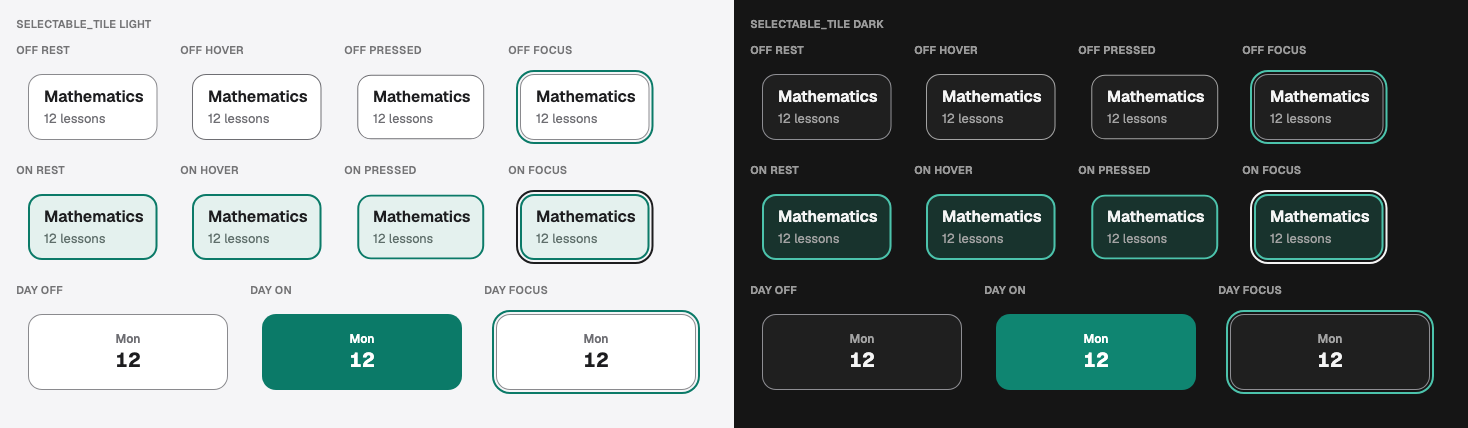 SELECTABLE_TILE LIGHT
OFF REST OFF HOVER OFF PRESSED OFF FOCUS
Mathematics Mathematics Mathematics Mathematics
12 lessons 12 lessons 12 lessons 12 lessons
ON REST ON HOVER ON PRESSED ON FOCUS
Mathematics Mathematics Mathematics Mathematics
12 lessons 12 lessons 12 lessons 12 lessons
DAY OFF DAY ON DAY FOCUS
Mon Mon Mon
12 12 12
SELECTABLE_TILE DARK
OFF REST OFF HOVER OFF PRESSED OFF FOCUS
Mathematics Mathematics Mathematics Mathematics
12 lessons 12 lessons 12 lessons 12 lessons
ON REST ON HOVER ON PRESSED ON FOCUS
Mathematics Mathematics Mathematics Mathematics
12 lessons 12 lessons 12 lessons 12 lessons
DAY OFF DAY ON DAY FOCUS
Mon Mon Mon
12 12 12